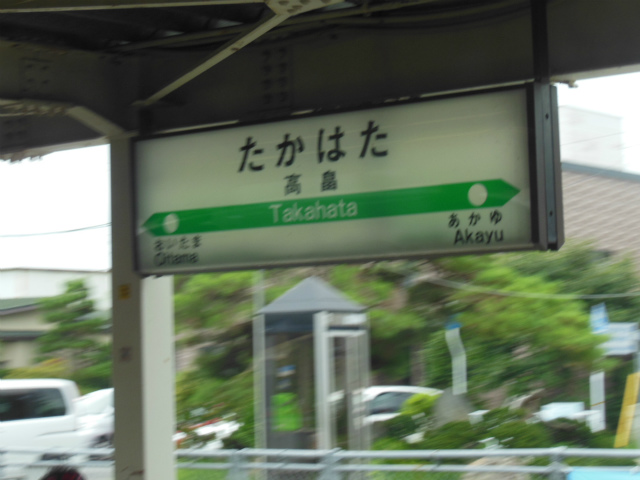 たかはた
高畠
Takahata
おいたま
Oitama
あかゆ
Akayu